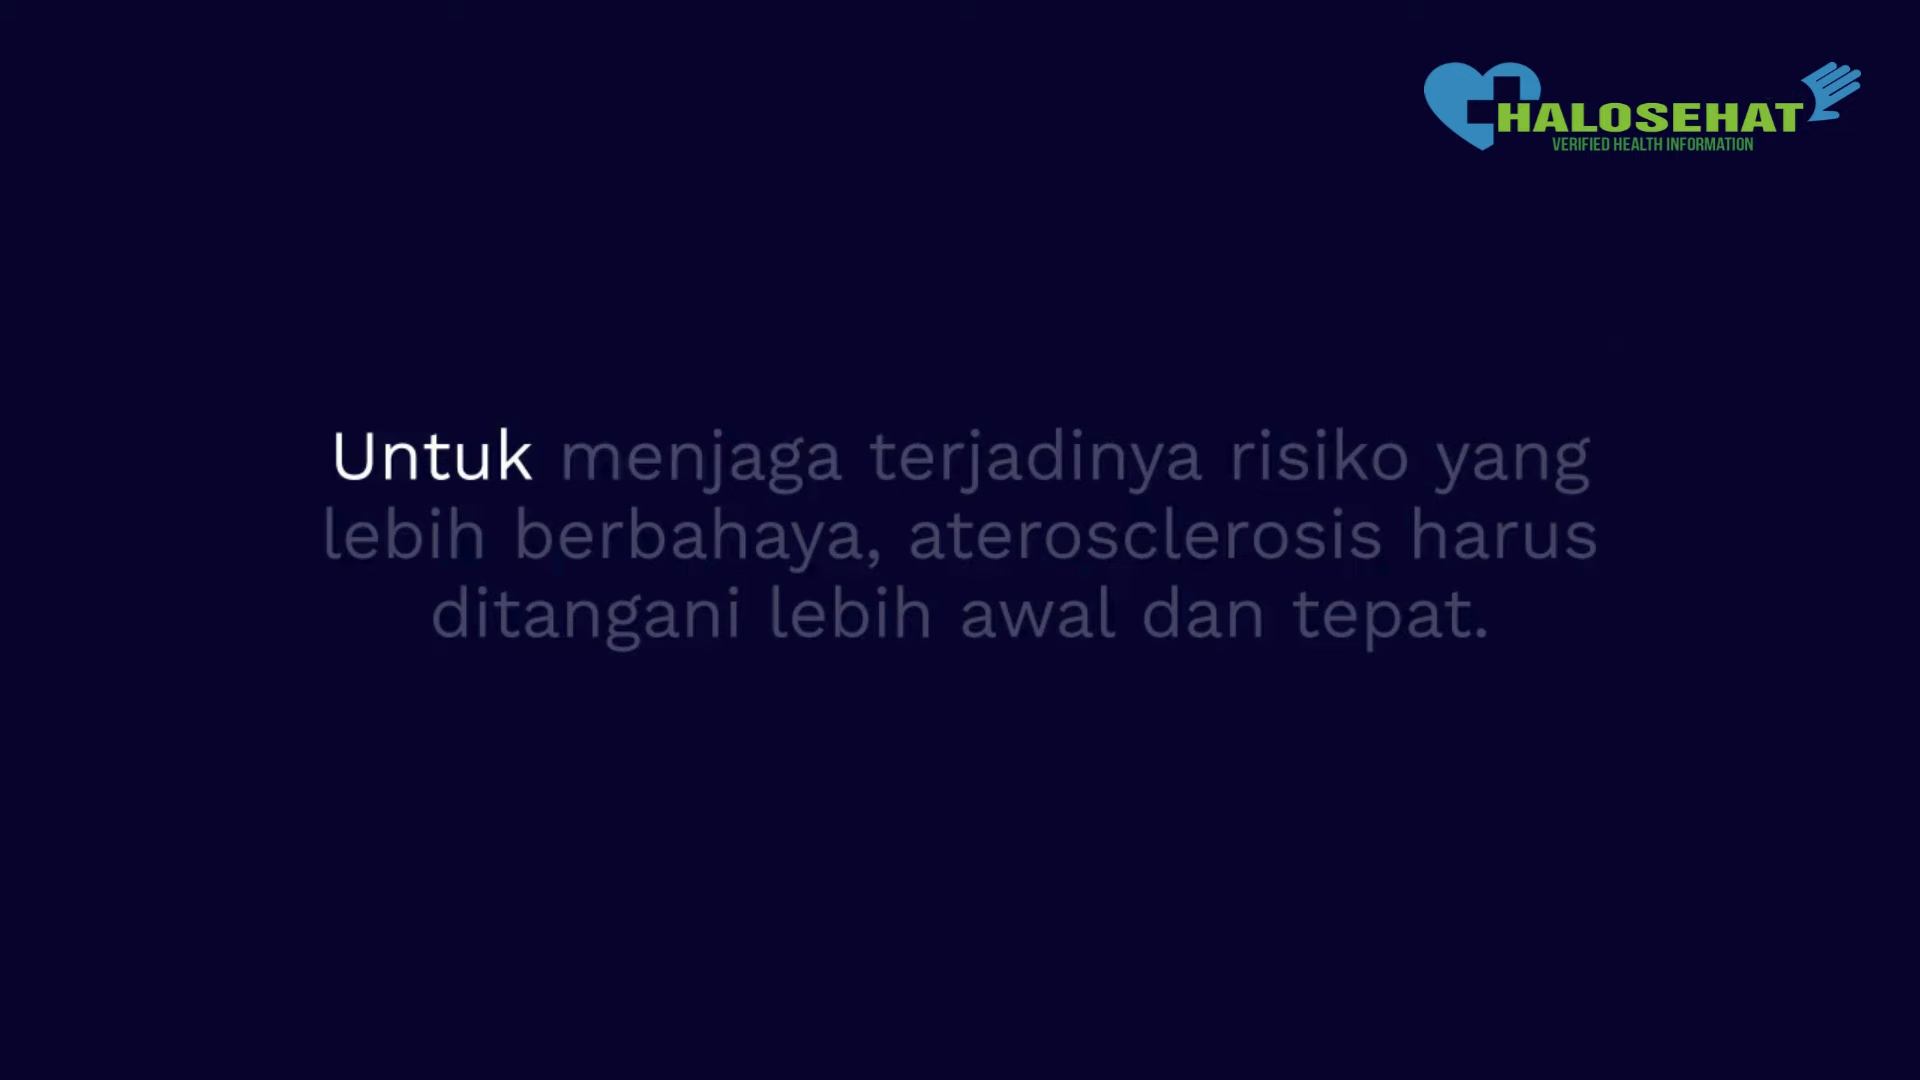 HALOSEHAT
VERIFIED HEALTH INFORMATION
Untuk menjaga terjadinya risiko yang
lebih berbahaya, aterosclerosis harus
ditangani lebih awal dan tepat.